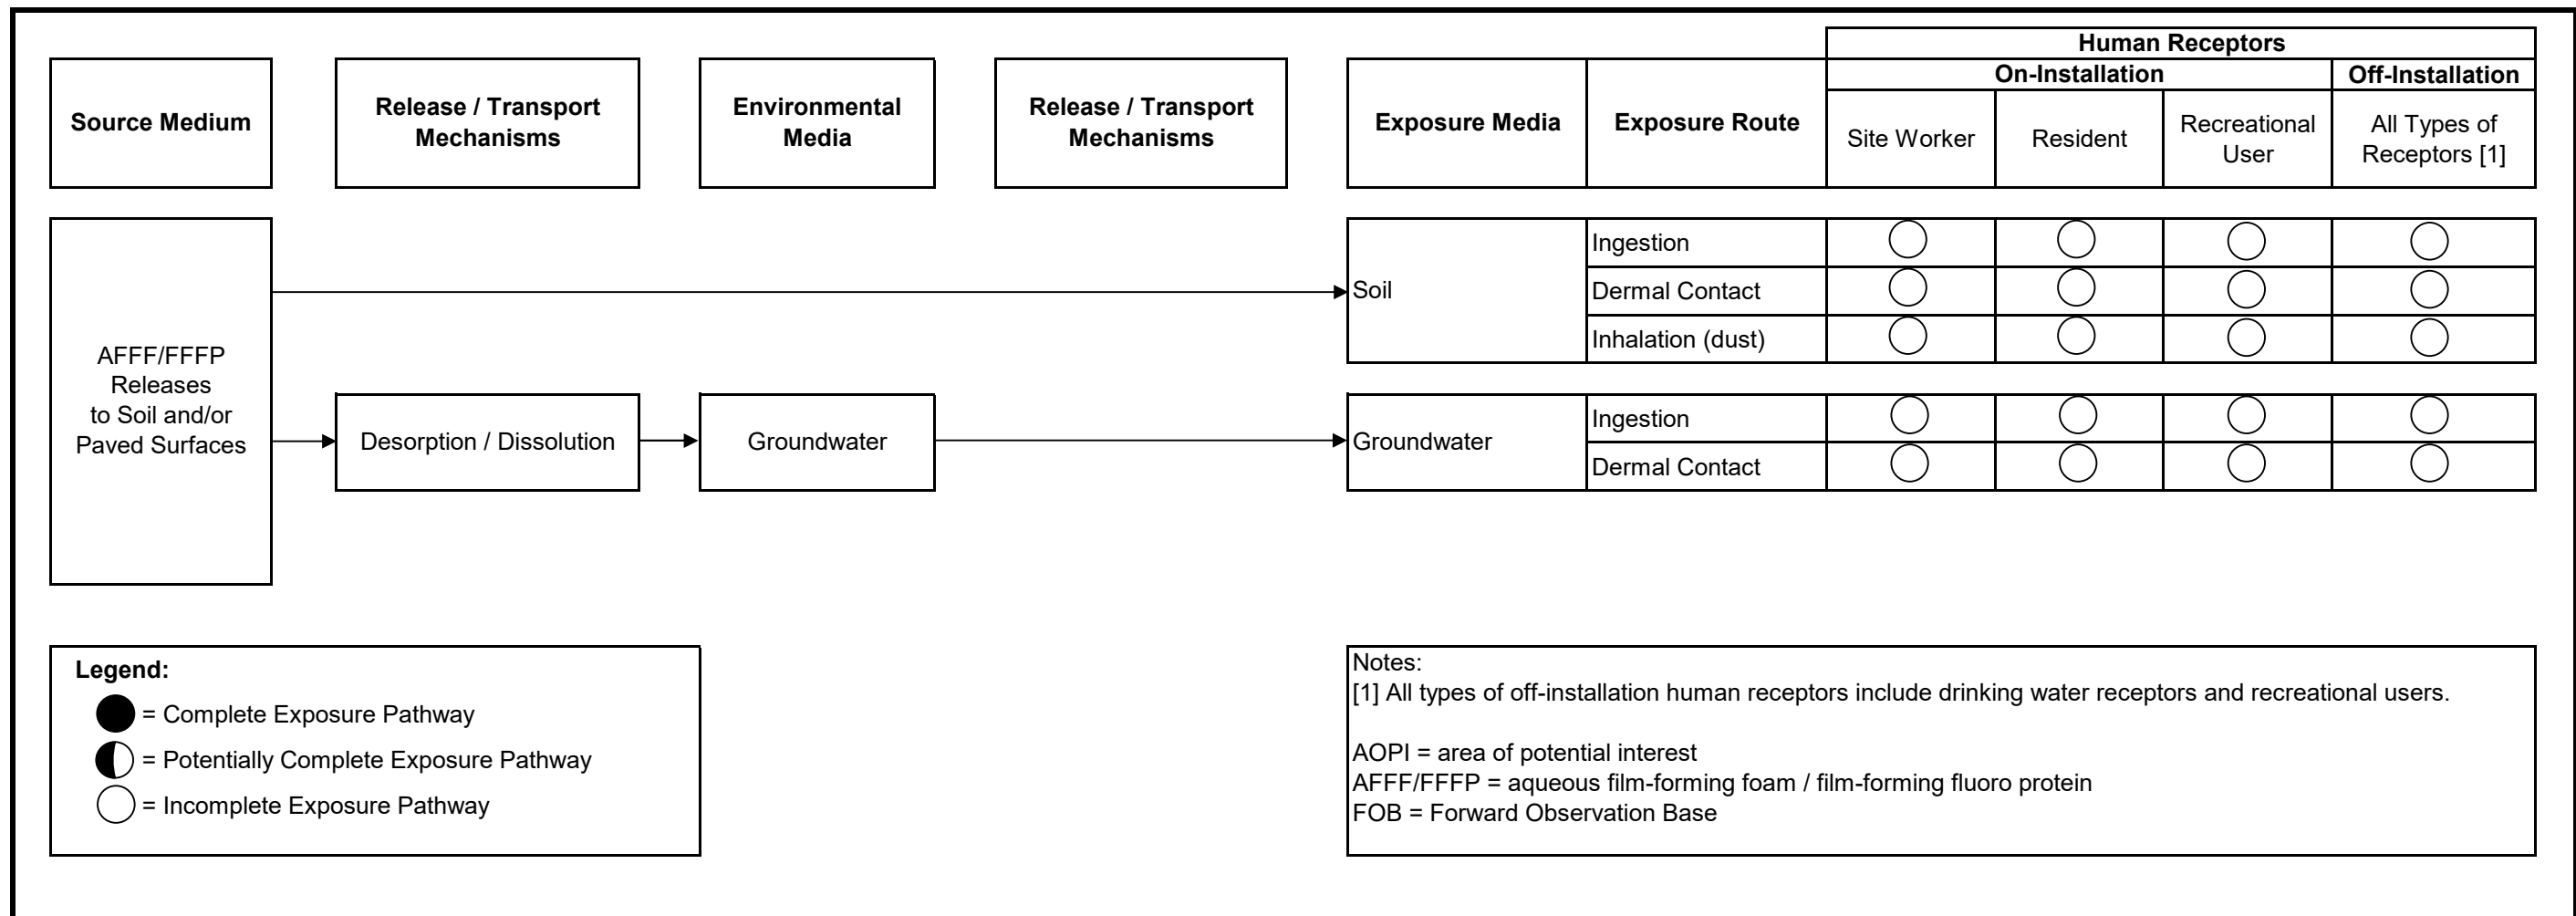 Human Receptors
On-Installation
Off-Installation
Source Medium
Release / Transport
Mechanisms
Environmental
Media
Release / Transport
Mechanisms
Exposure Media
Exposure Route
Site Worker
Resident
Recreational
User
All Types of
Receptors [1]
AFFF/FFFP
Releases
to Soil and/or
Paved Surfaces
Soil
Ingestion
Dermal Contact
Inhalation (dust)
Desorption / Dissolution
Groundwater
Groundwater
Ingestion
Dermal Contact
Legend:
= Complete Exposure Pathway
= Potentially Complete Exposure Pathway
= Incomplete Exposure Pathway
Notes:
[1] All types of off-installation human receptors include drinking water receptors and recreational users.
AOPI = area of potential interest
AFFF/FFFP = aqueous film-forming foam / film-forming fluoro protein
FOB = Forward Observation Base